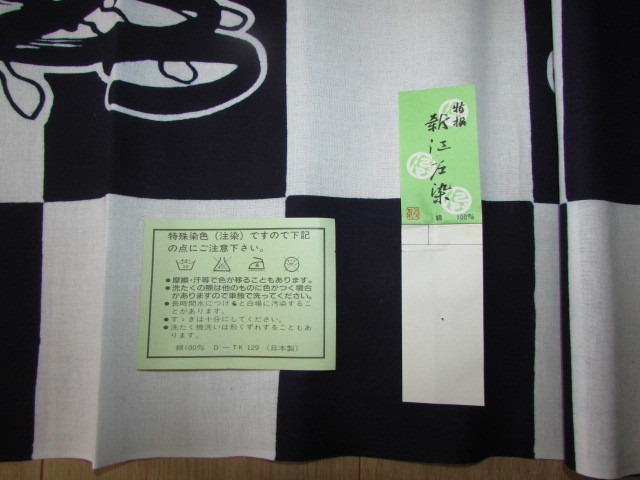 特選
新江戸染
綿 100%
特殊染色(注染)ですので下記
の点にご注意下さい。
●摩擦・汗等で色が移ることもあります。
●洗たくの際は他のものに色がつく場合
がありますので単独で洗ってください。
●長時間水につけると白場に汚染するこ
とがあります。
●すゝぎは十分にしてください。
●洗たく機洗いは形くずれすることもあ
ります。
綿100% D-TK 129 (日本製)